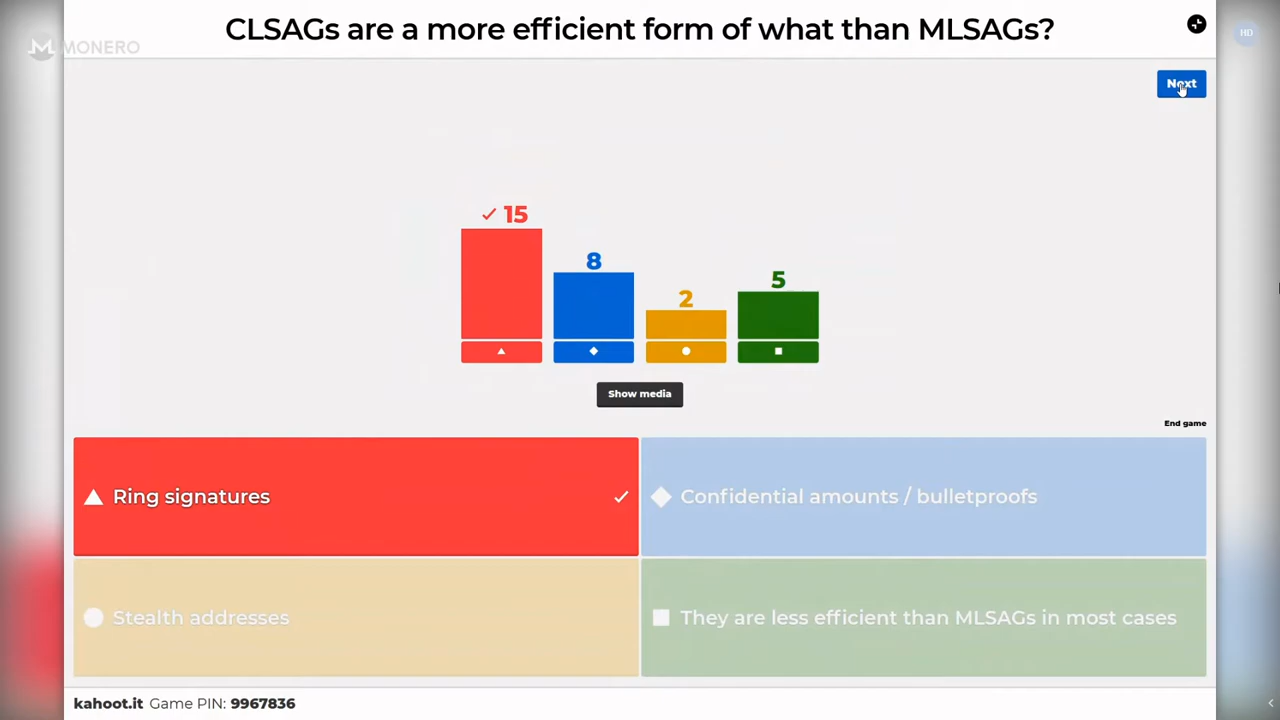 CLSAGs are a more efficient form of what than MLSAGs?
MONERO
HD
Next
15
8
2
5
Show media
End game
Ring signatures
Confidential amounts / bulletproofs
Stealth addresses
They are less efficient than MLSAGs in most cases
kahoot.it Game PIN: 9967836